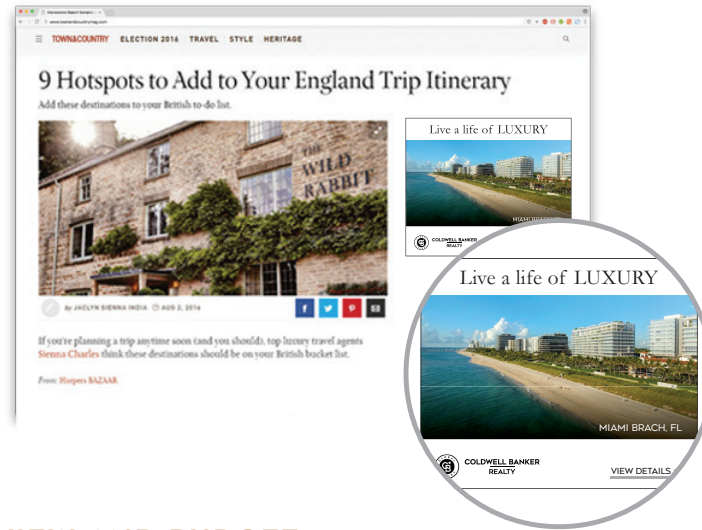 www.townandcountrymag.com
TOWN&COUNTRY ELECTION 2016 TRAVEL STYLE HERITAGE
9 Hotspots to Add to Your England Trip Itinerary
Add these destinations to your British to-do list.
THE
WILD
RABBIT
by JACLYN SIENNA INDIA AUG 2, 2016
If you're planning a trip anytime soon (and you should), top luxury travel agents
Sienna Charles think these destinations should be on your British bucket list.
From: Harpers BAZAAR
Live a life of LUXURY
MIAMI
COLDWELL BANKER
REALTY
Live a life of LUXURY
MIAMI BRACH, FL
COLDWELL BANKER
REALTY
VIEW DETAILS